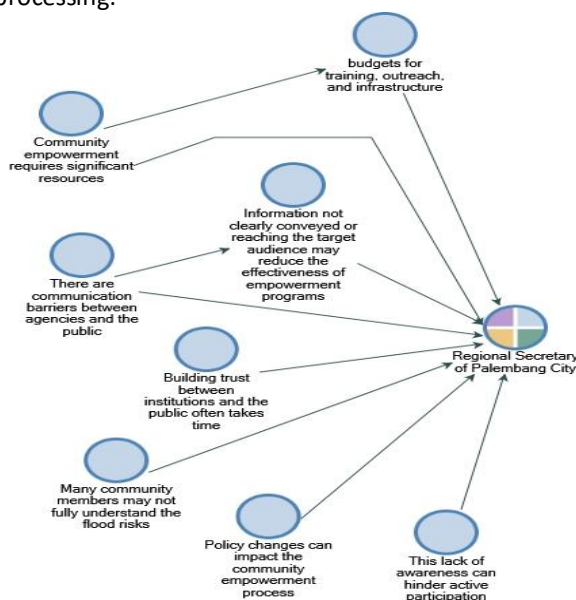 processing.
budgets for
training, outreach,
and infrastructure
Community
empowerment
requires significant
resources
Information not
clearly conveyed or
reaching the target
audience may
reduce the
effectiveness of
empowerment
programs
There are
communication
barriers between
agencies and the
public
Regional Secretary
of Palembang City
Building trust
between
institutions and the
public often takes
time
Many community
members may not
fully understand the
flood risks
Policy changes can
impact the
community
empowerment
process
This lack of
awareness can
hinder active
participation